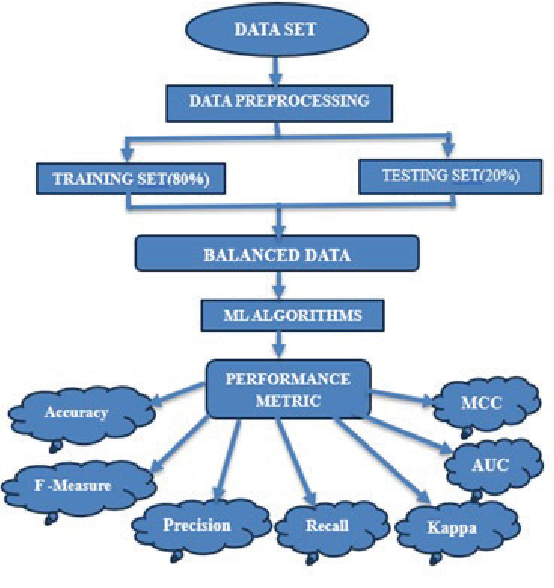 DATA SET
DATA PREPROCESSING
TRAINING SET(80%)
TESTING SET(20%)
BALANCED DATA
ML ALGORITHMS
PERFORMANCE
METRIC
Accuracy
MCC
F -Measure
AUC
Precision
Recall
Kappa